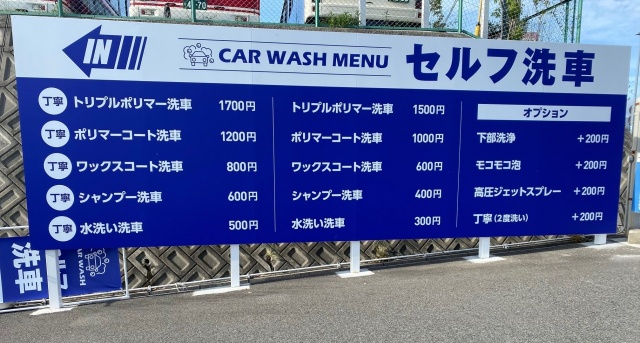 IN
CAR WASH MENU
セルフ洗車
丁寧 トリプルポリマー洗車 1700円
丁寧 ポリマーコート洗車 1200円
丁寧 ワックスコート洗車 800円
丁寧 シャンプー洗車 600円
丁寧 水洗い洗車 500円
トリプルポリマー洗車 1500円
ポリマーコート洗車 1000円
ワックスコート洗車 600円
シャンプー洗車 400円
水洗い洗車 300円
オプション
下部洗浄 +200円
モコモコ泡 +200円
高圧ジェットスプレー +200円
丁寧(2度洗い) +200円
洗車
CAR WASH